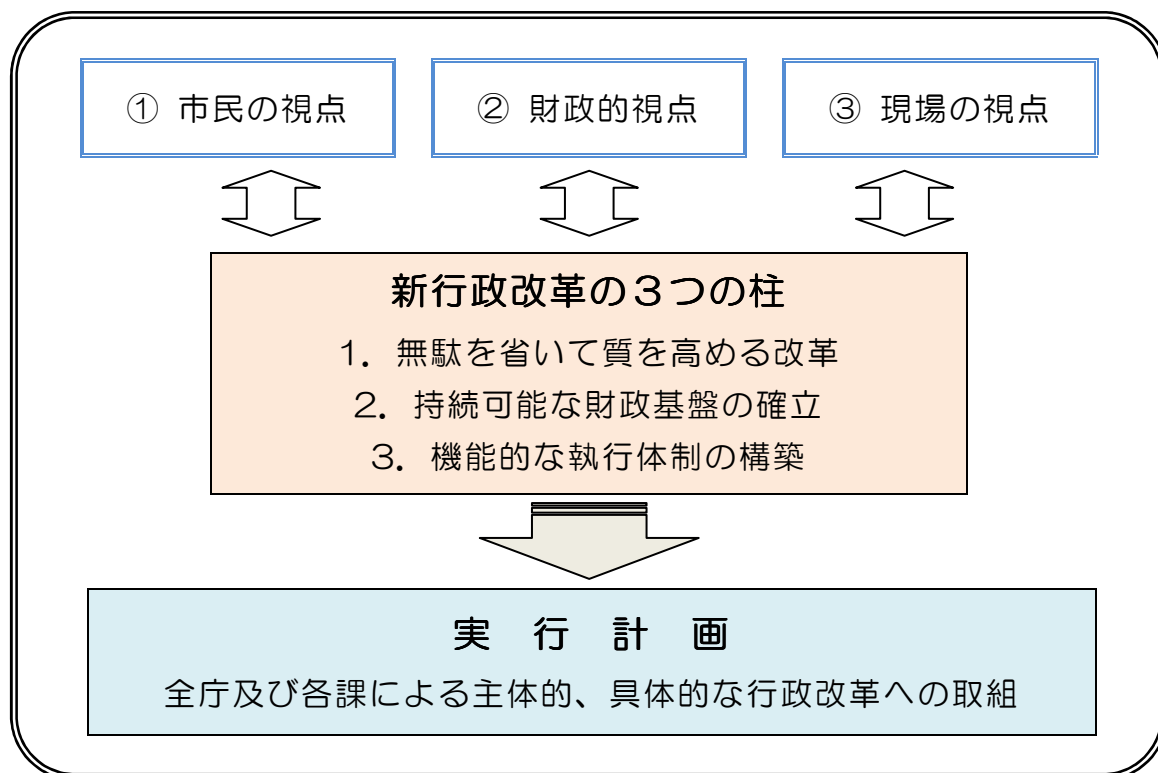 ① 市民の視点
② 財政的視点
③ 現場の視点
新行政改革の３つの柱
１．無駄を省いて質を高める改革
２．持続可能な財政基盤の確立
３．機能的な執行体制の構築
実 行 計 画
全庁及び各課による主体的、具体的な行政改革への取組